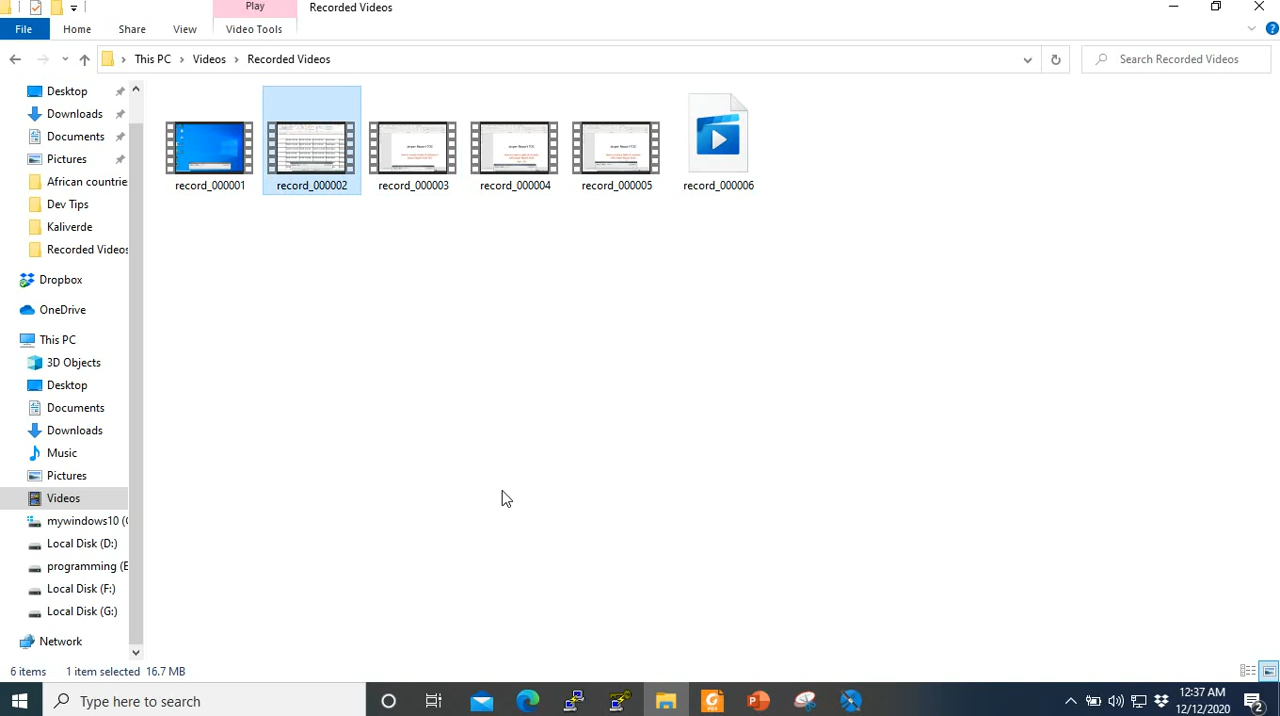 Play
Recorded Videos
File
Home
Share
View
Video Tools
This PC
Videos
Recorded Videos
Search Recorded Videos
Desktop
Downloads
Documents
Pictures
African countrie
Dev Tips
Kaliverde
Recorded Videos
Dropbox
OneDrive
This PC
3D Objects
Desktop
Documents
Downloads
Music
Pictures
Videos
mywindows10 (
Local Disk (D:)
programming (E
Local Disk (F:)
Local Disk (G:)
Network
record_000001
record_000002
record_000003
record_000004
record_000005
record_000006
6 items
1 item selected 16.7 MB
Type here to search
12:37 AM
12/12/2020
2